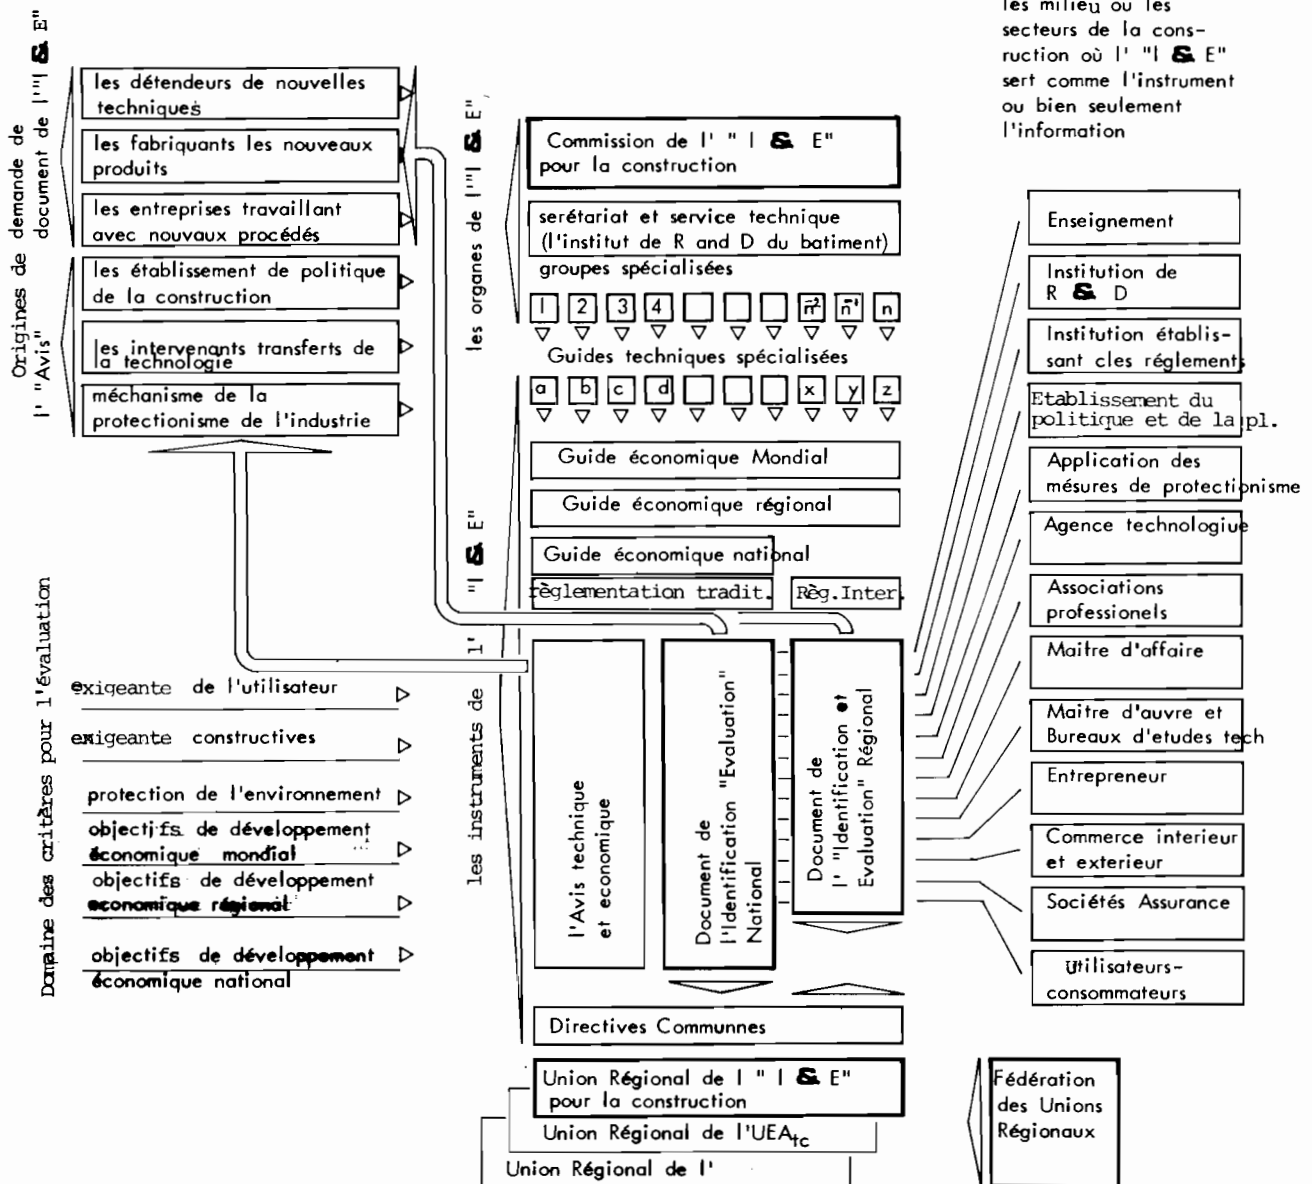 les milieu ou les
secteurs de la cons-
ruction où l' "I & E"
sert comme l'instrument
ou bien seulement
l'information
Origines de demande de
document de l'"I & E"
l' "Avis"
les détendeurs de nouvelles
techniques
les fabriquants les nouveaux
produits
les entreprises travaillant
avec nouvaux procédés
les établissement de politique
de la construction
les intervenants transferts de
la technologie
méchanisme de la
protectionisme de l'industrie
Domaine des critères pour l'évaluation
exigeante de l'utilisateur
exigeante constructives
protection de l'environnement
objectifs de développement
économique mondial
objectifs de développement
economique régional
objectifs de développement
économique national
les organes de l'"I & E"
Commission de l' " I & E"
pour la construction
serétariat et service technique
(l'institut de R and D du batiment)
groupes spécialisées
1 2 3 4 n-2 n-1 n
Guides techniques spécialisées
a b c d x y z
les instruments de l' "I & E"
Guide économique Mondial
Guide économique régional
Guide économique national
règlementation tradit. Règ.Inter.
l'Avis technique
et economique
Document de
l'Identification "Evaluation"
National
Document de
l' "Identification et
Evaluation" Régional
Directives Communnes
Union Régional de l " I & E"
pour la construction
Union Régional de l'UEAtc
Union Régional de l'
Enseignement
Institution de
R & D
Institution établis-
sant cles réglements
Etablissement du
politique et de la pl.
Application des
mésures de protectionisme
Agence technologiue
Associations
professionels
Maitre d'affaire
Maitre d'auvre et
Bureaux d'etudes tech
Entrepreneur
Commerce interieur
et exterieur
Sociétés Assurance
Utilisateurs-
consommateurs
Fédération
des Unions
Régionaux